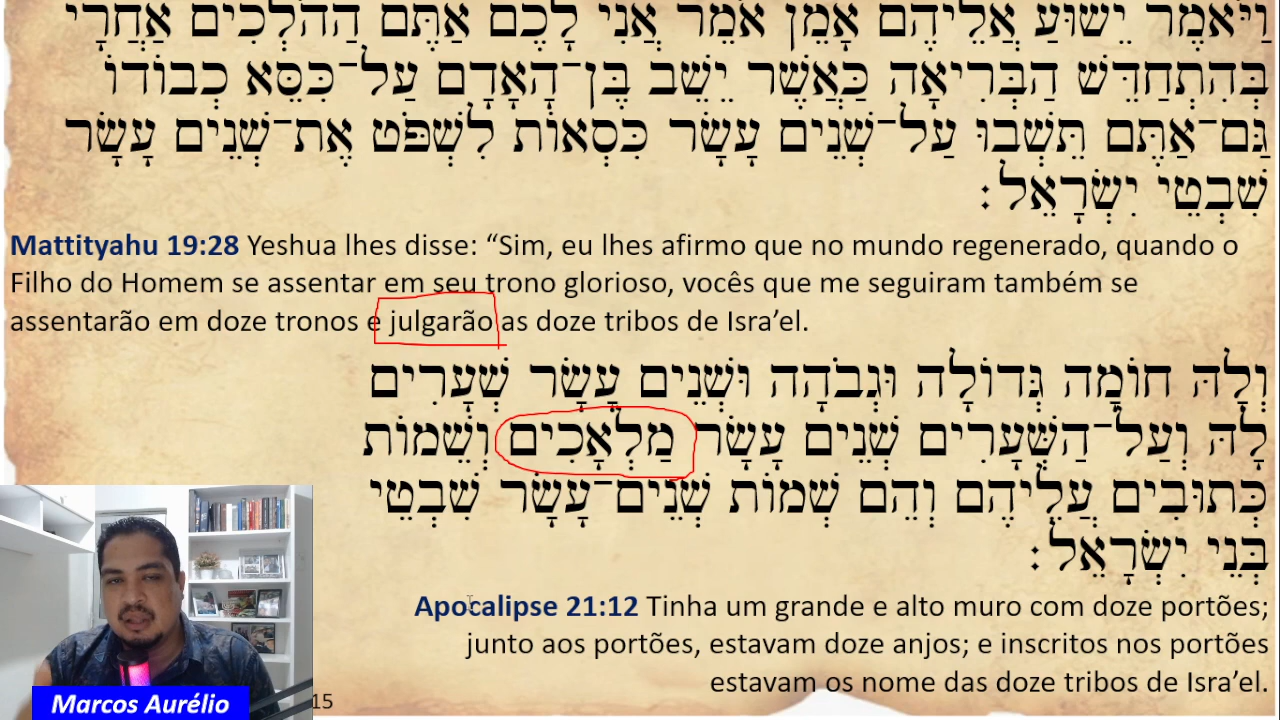 וַיֹּאמֶר יֵשׁוּעַ אֲלֵיהֶם אָמֵן אֹמֵר אֲנִי לָכֶם אַתֶּם הַהֹלְכִים אַחֲרָי
בְּהִתְחַדֵּשׁ הַבְּרִיאָה כַּאֲשֶׁר יֵשֵׁב בֶּן־הָאָדָם עַל־כִּסֵּא כְבוֹדוֹ
גַּם־אַתֶּם תֵּשְׁבוּ עַל־שְׁנֵים עָשָׂר כִּסְאוֹת לִשְׁפֹּט אֶת־שְׁנֵים עָשָׂר
שִׁבְטֵי יִשְׂרָאֵל׃
Mattityahu 19:28 Yeshua lhes disse: “Sim, eu lhes afirmo que no mundo regenerado, quando o
Filho do Homem se assentar em seu trono glorioso, vocês que me seguiram também se
assentarão em doze tronos e julgarão as doze tribos de Isra’el.
וְלָהּ חוֹמָה גְּדוֹלָה וּגְבֹהָה וּשְׁנֵים עָשָׂר שְׁעָרִים
לָהּ וְעַל־הַשְּׁעָרִים שְׁנֵים עָשָׂר מַלְאָכִים וְשֵׁמוֹת
כְּתוּבִים עֲלֵיהֶם וְהֵם שְׁמוֹת שְׁנֵים־עָשָׂר שִׁבְטֵי
בְּנֵי יִשְׂרָאֵל׃
Apocalipse 21:12 Tinha um grande e alto muro com doze portões;
junto aos portões, estavam doze anjos; e inscritos nos portões
estavam os nome das doze tribos de Isra’el.
Marcos Aurélio
15